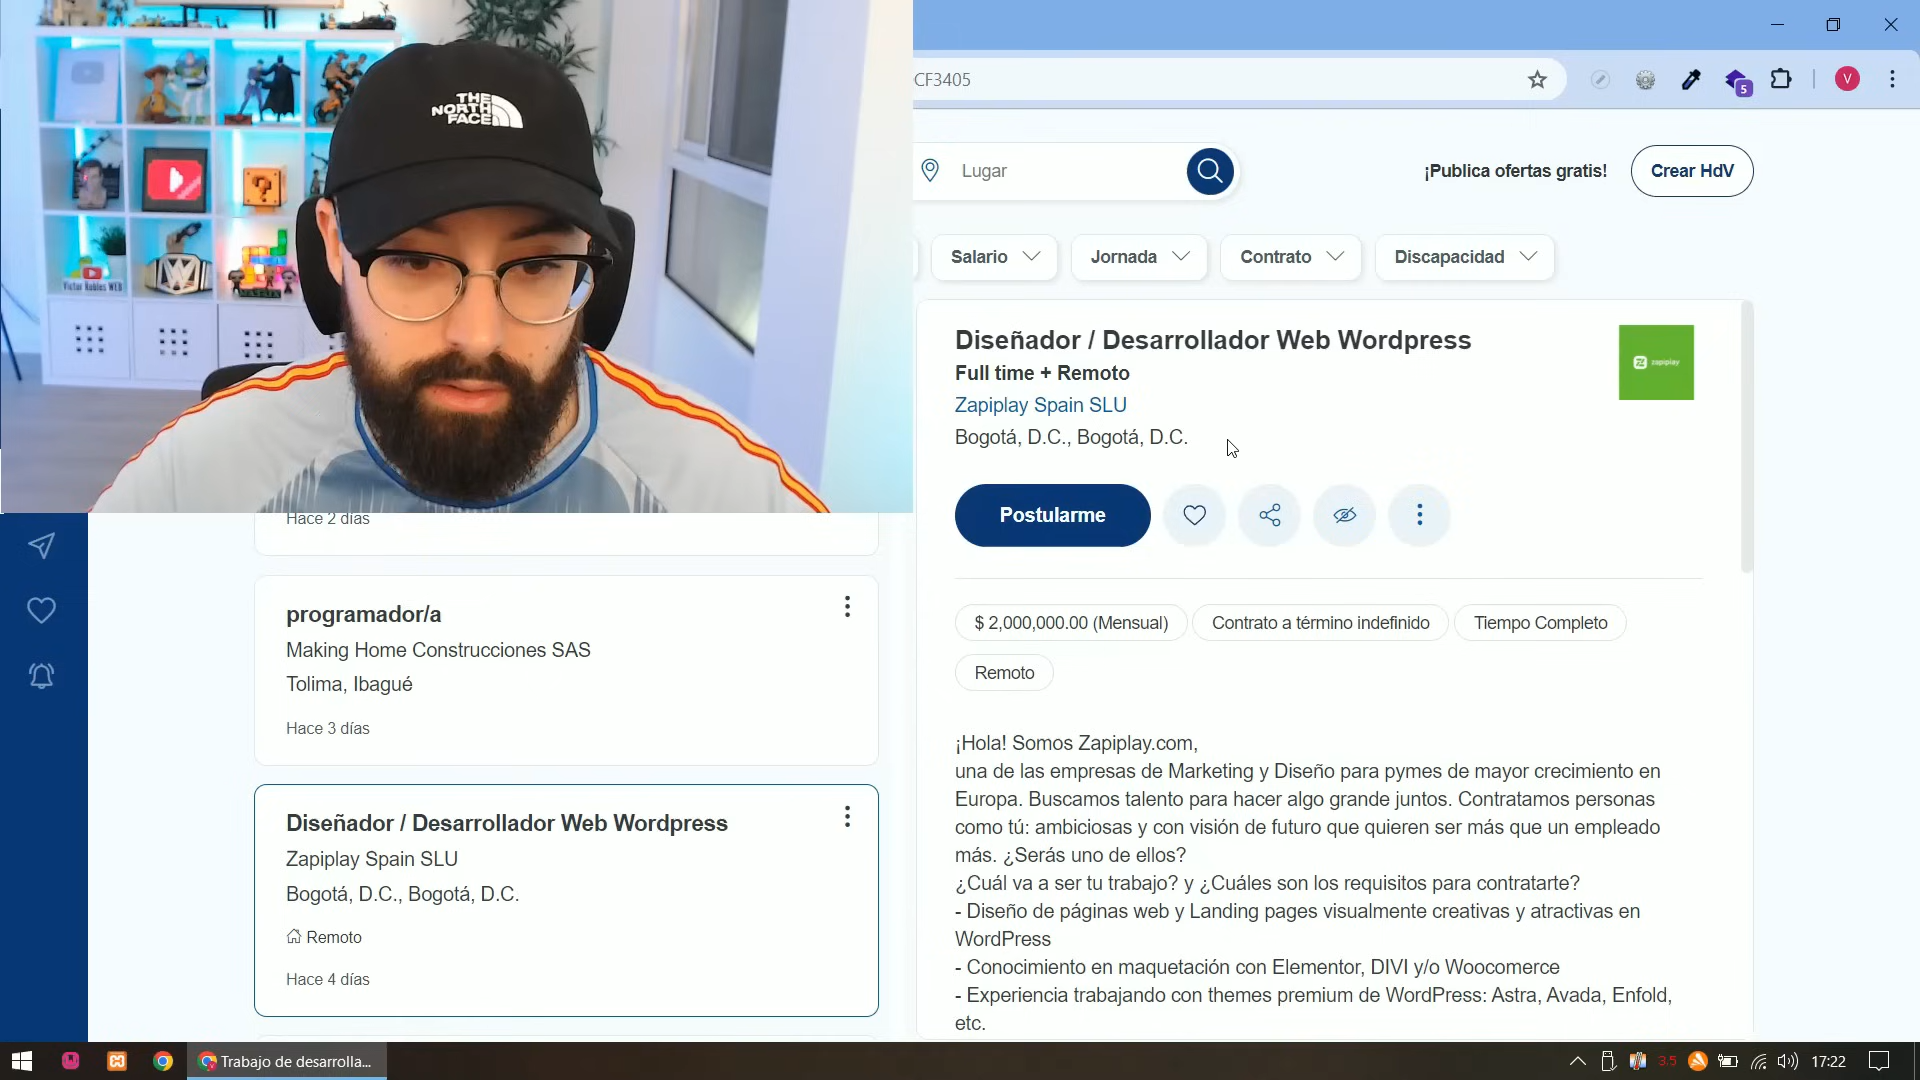 THE
NORTH
FACE
Victor Robles WEB
CF3405
5
V
Lugar
¡Publica ofertas gratis!
Crear HdV
Salario
Jornada
Contrato
Discapacidad
Hace 2 días
programador/a
Making Home Construcciones SAS
Tolima, Ibagué
Hace 3 días
Diseñador / Desarrollador Web Wordpress
Zapiplay Spain SLU
Bogotá, D.C., Bogotá, D.C.
Remoto
Hace 4 días
Diseñador / Desarrollador Web Wordpress
Full time + Remoto
Zapiplay Spain SLU
Bogotá, D.C., Bogotá, D.C.
zapiplay
Postularme
$ 2,000,000.00 (Mensual)
Contrato a término indefinido
Tiempo Completo
Remoto
¡Hola! Somos Zapiplay.com,
una de las empresas de Marketing y Diseño para pymes de mayor crecimiento en
Europa. Buscamos talento para hacer algo grande juntos. Contratamos personas
como tú: ambiciosas y con visión de futuro que quieren ser más que un empleado
más. ¿Serás uno de ellos?
¿Cuál va a ser tu trabajo? y ¿Cuáles son los requisitos para contratarte?
- Diseño de páginas web y Landing pages visualmente creativas y atractivas en
WordPress
- Conocimiento en maquetación con Elementor, DIVI y/o Woocomerce
- Experiencia trabajando con themes premium de WordPress: Astra, Avada, Enfold,
etc.
Trabajo de desarrolla...
3.5
17:22